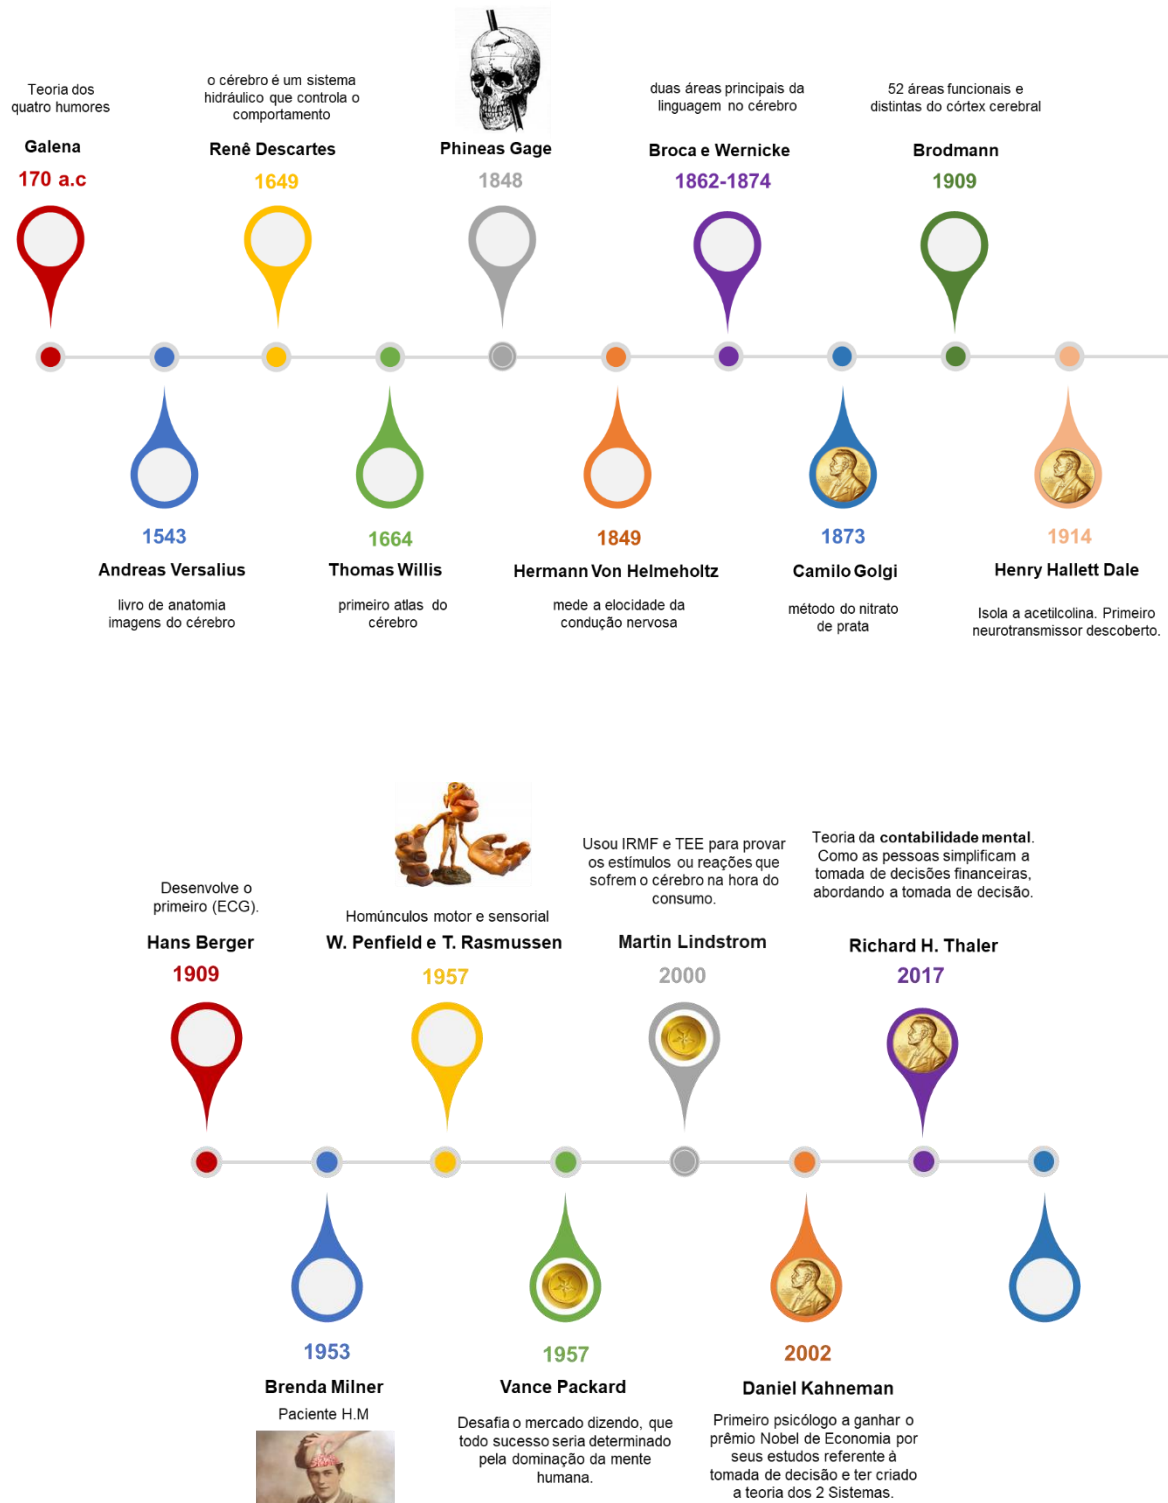 Teoria dos
quatro humores
Galena
170 a.c
o cérebro é um sistema
hidráulico que controla o
comportamento
Renê Descartes
1649
Phineas Gage
1848
duas áreas principais da
linguagem no cérebro
Broca e Wernicke
1862-1874
52 áreas funcionais e
distintas do córtex cerebral
Brodmann
1909
1543
Andreas Versalius
livro de anatomia
imagens do cérebro
1664
Thomas Willis
primeiro atlas do
cérebro
1849
Hermann Von Helmeholtz
mede a elocidade da
condução nervosa
1873
Camilo Golgi
método do nitrato
de prata
1914
Henry Hallett Dale
Isola a acetilcolina. Primeiro
neurotransmissor descoberto.
Desenvolve o
primeiro (ECG).
Hans Berger
1909
Homúnculos motor e sensorial
W. Penfield e T. Rasmussen
1957
Usou IRMF e TEE para provar
os estímulos ou reações que
sofrem o cérebro na hora do
consumo.
Martin Lindstrom
2000
Teoria da contabilidade mental.
Como as pessoas simplificam a
tomada de decisões financeiras,
abordando a tomada de decisão.
Richard H. Thaler
2017
1953
Brenda Milner
Paciente H.M
1957
Vance Packard
Desafia o mercado dizendo, que
todo sucesso seria determinado
pela dominação da mente
humana.
2002
Daniel Kahneman
Primeiro psicólogo a ganhar o
prêmio Nobel de Economia por
seus estudos referente à
tomada de decisão e ter criado
a teoria dos 2 Sistemas.